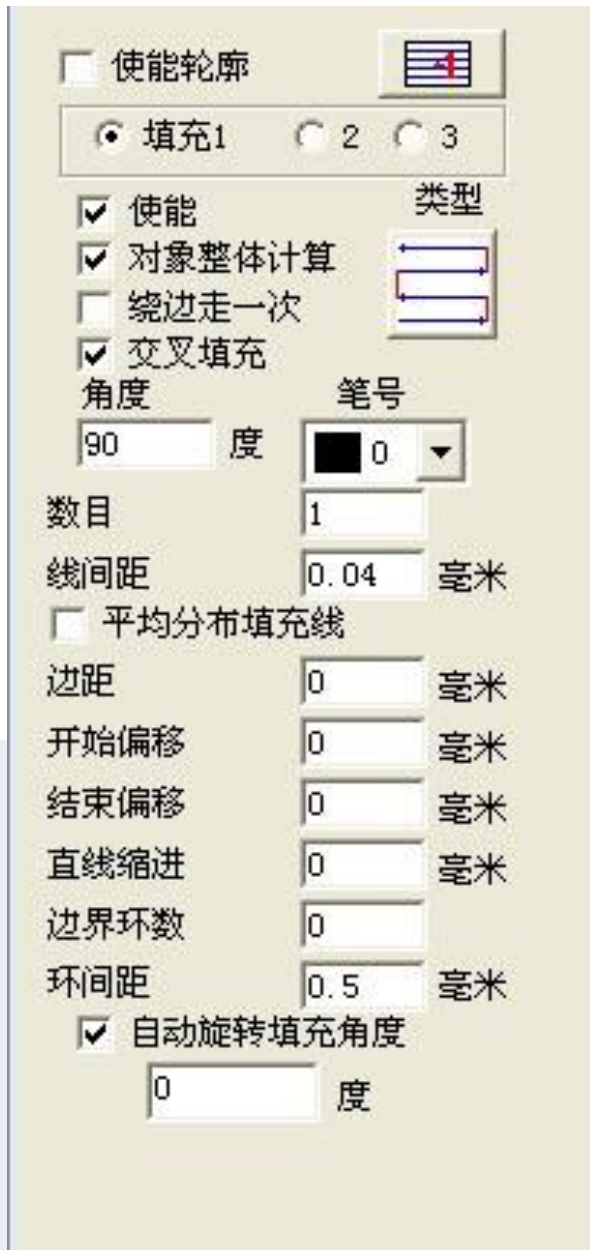 使能轮廓
填充1 2 3
使能 类型
对象整体计算
绕边走一次
交叉填充
角度 笔号
90 度 0
数目 1
线间距 0.04 毫米
平均分布填充线
边距 0 毫米
开始偏移 0 毫米
结束偏移 0 毫米
直线缩进 0 毫米
边界环数 0
环间距 0.5 毫米
自动旋转填充角度
0 度